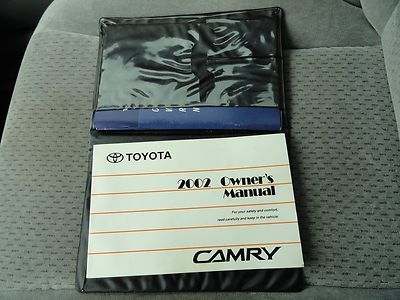 TOYOTA
2002 Owner's
Manual
For your safety and comfort,
read carefully and keep in the vehicle.
CAMRY